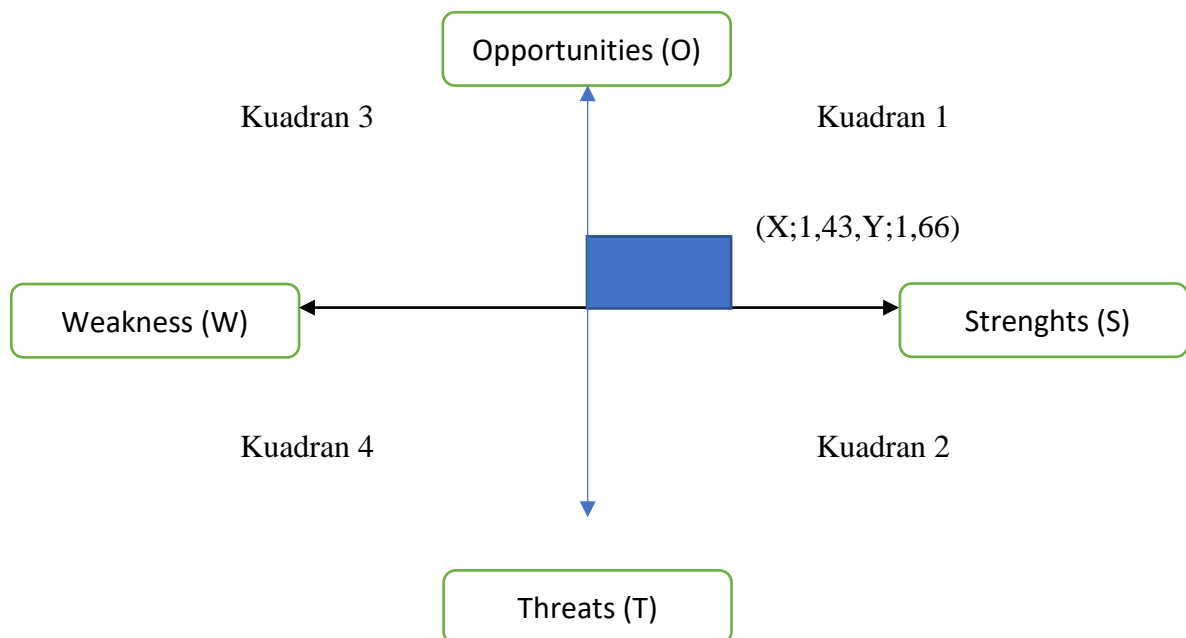 Opportunities (O)
Kuadran 3
Kuadran 1
(X;1,43,Y;1,66)
Weakness (W)
Strenghts (S)
Kuadran 4
Kuadran 2
Threats (T)